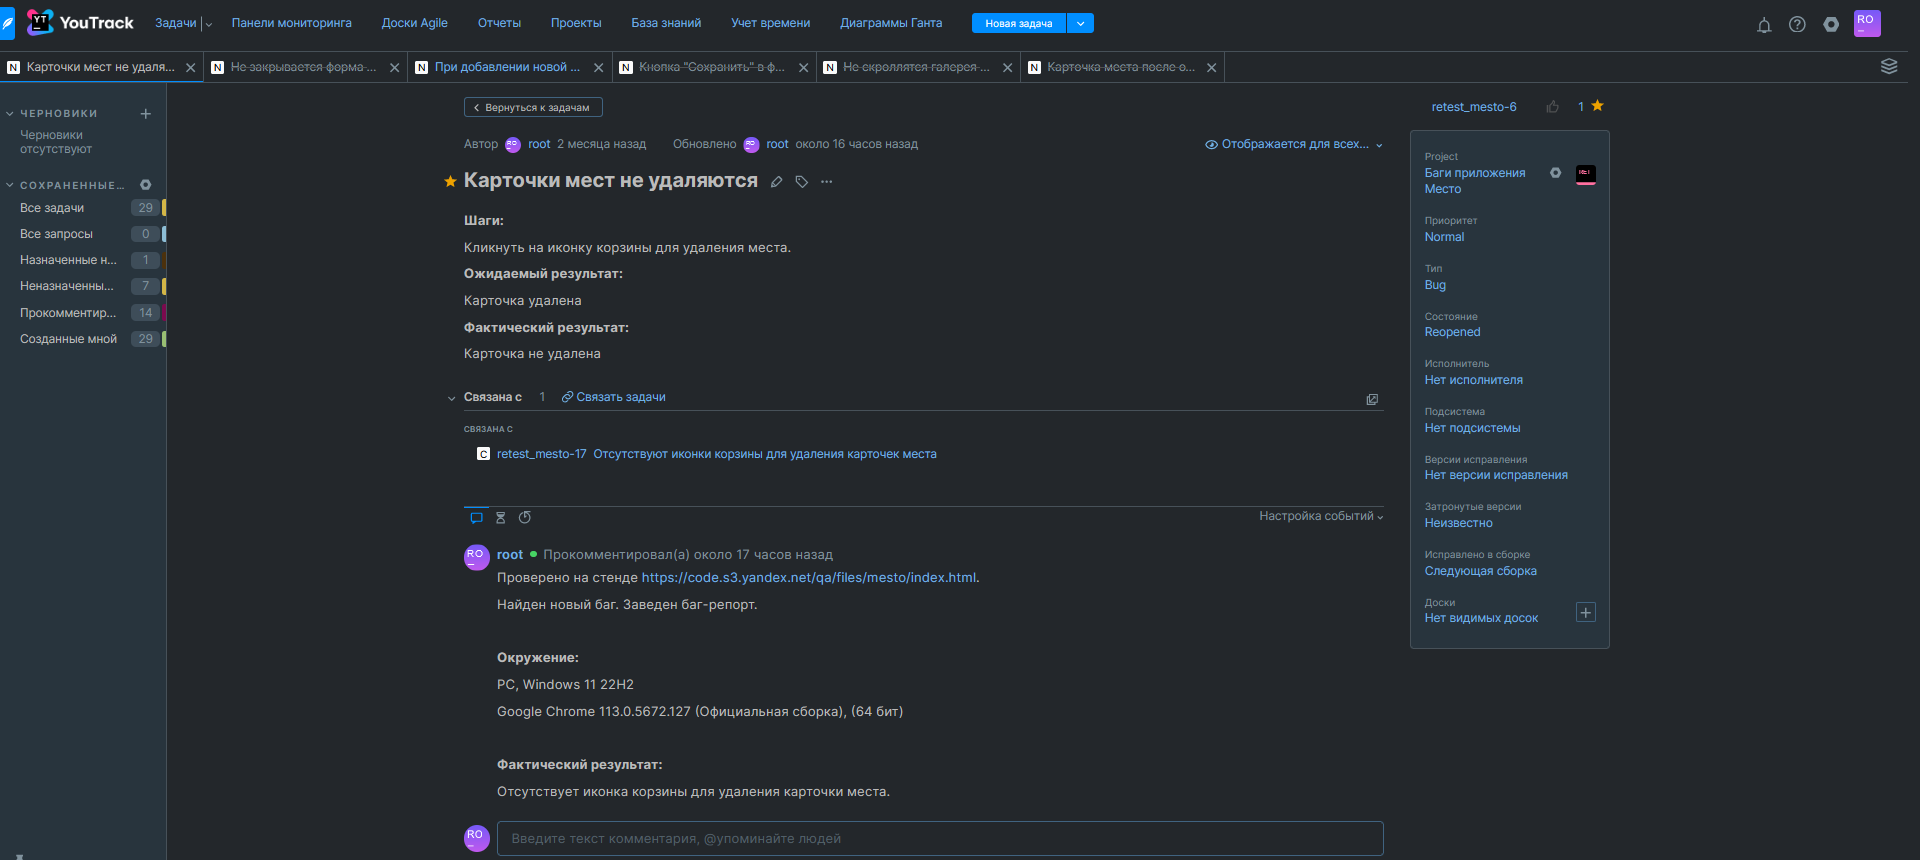 YT YouTrack Задачи Панели мониторинга Доски Agile Отчеты Проекты База знаний Учет времени Диаграммы Ганта Новая задача RO
N Карточки мест не удаля... N Не закрывается форма ... N При добавлении новой ... N Кнопка "Сохранить" в ф... N Не скроллятся галерея ... N Карточка места после о...
ЧЕРНОВИКИ
Черновики
отсутствуют
СОХРАНЕННЫЕ...
Все задачи 29
Все запросы 0
Назначенные н... 1
Неназначенны... 7
Прокомментир... 14
Созданные мной 29
Вернуться к задачам
Автор RO root 2 месяца назад Обновлено RO root около 16 часов назад Отображается для всех...
Карточки мест не удаляются
Шаги:
Кликнуть на иконку корзины для удаления места.
Ожидаемый результат:
Карточка удалена
Фактический результат:
Карточка не удалена
Связана с 1 Связать задачи
СВЯЗАНА С
C retest_mesto-17 Отсутствуют иконки корзины для удаления карточек места
Настройка событий
RO root Прокомментировал(а) около 17 часов назад
Проверено на стенде https://code.s3.yandex.net/qa/files/mesto/index.html.
Найден новый баг. Заведен баг-репорт.
Окружение:
PC, Windows 11 22H2
Google Chrome 113.0.5672.127 (Официальная сборка), (64 бит)
Фактический результат:
Отсутствует иконка корзины для удаления карточки места.
RO Введите текст комментария, @упоминайте людей
retest_mesto-6 1
Project
Баги приложения
Место
RET
Приоритет
Normal
Тип
Bug
Состояние
Reopened
Исполнитель
Нет исполнителя
Подсистема
Нет подсистемы
Версии исправления
Нет версии исправления
Затронутые версии
Неизвестно
Исправлено в сборке
Следующая сборка
Доски
Нет видимых досок